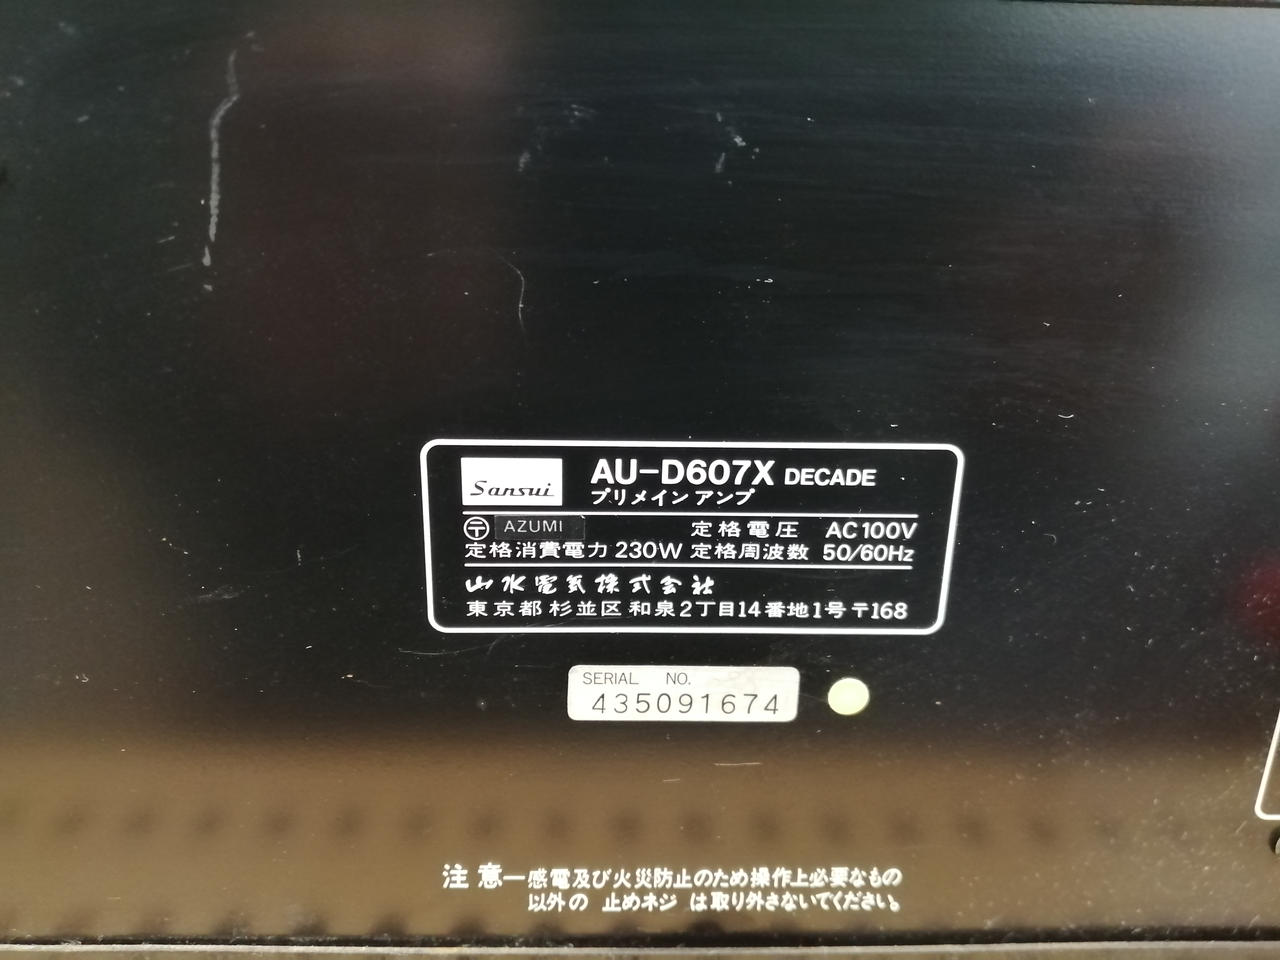 Sansui
AU-D607X DECADE
プリメインアンプ
〒 AZUMI 定格電圧 AC100V
定格消費電力 230W 定格周波数 50/60Hz
山水電気株式会社
東京都杉並区和泉2丁目14番地1号〒168
SERIAL NO.
435091674
注意ー感電及び火災防止のため操作上必要なもの
以外の 止めネジ は取り外さないでください。